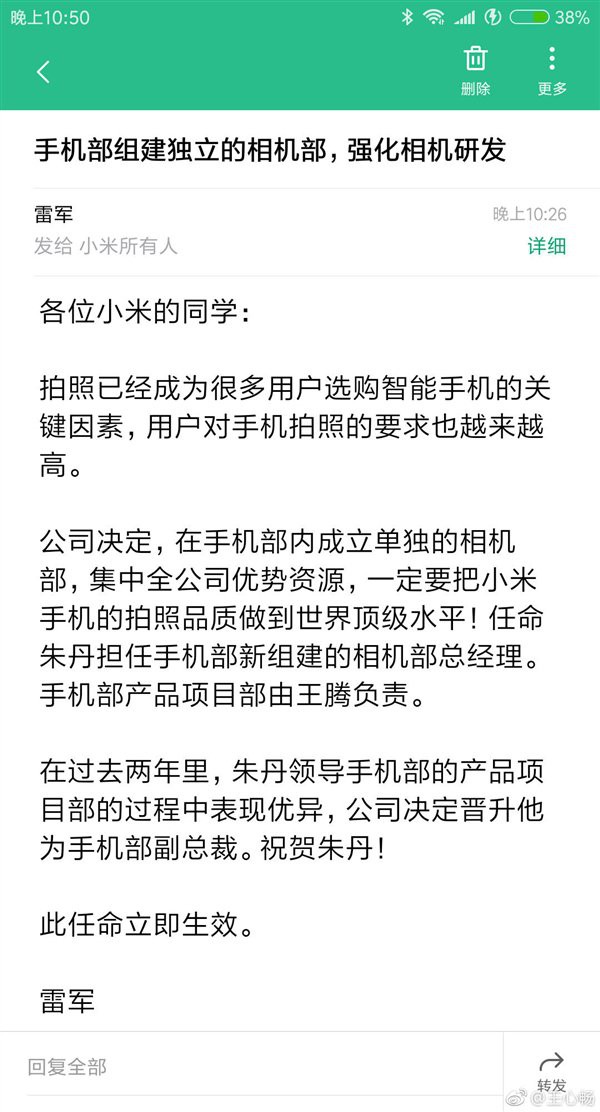 晚上10:50
38%
删除
更多
手机部组建独立的相机部，强化相机研发
雷军
晚上10:26
发给 小米所有人
详细
各位小米的同学：
拍照已经成为很多用户选购智能手机的关
键因素，用户对手机拍照的要求也越来越
高。
公司决定，在手机部内成立单独的相机
部，集中全公司优势资源，一定要把小米
手机的拍照品质做到世界顶级水平！任命
朱丹担任手机部新组建的相机部总经理。
手机部产品项目部由王腾负责。
在过去两年里，朱丹领导手机部的产品项
目部的过程中表现优异，公司决定晋升他
为手机部副总裁。祝贺朱丹！
此任命立即生效。
雷军
回复全部
转发
@王心畅